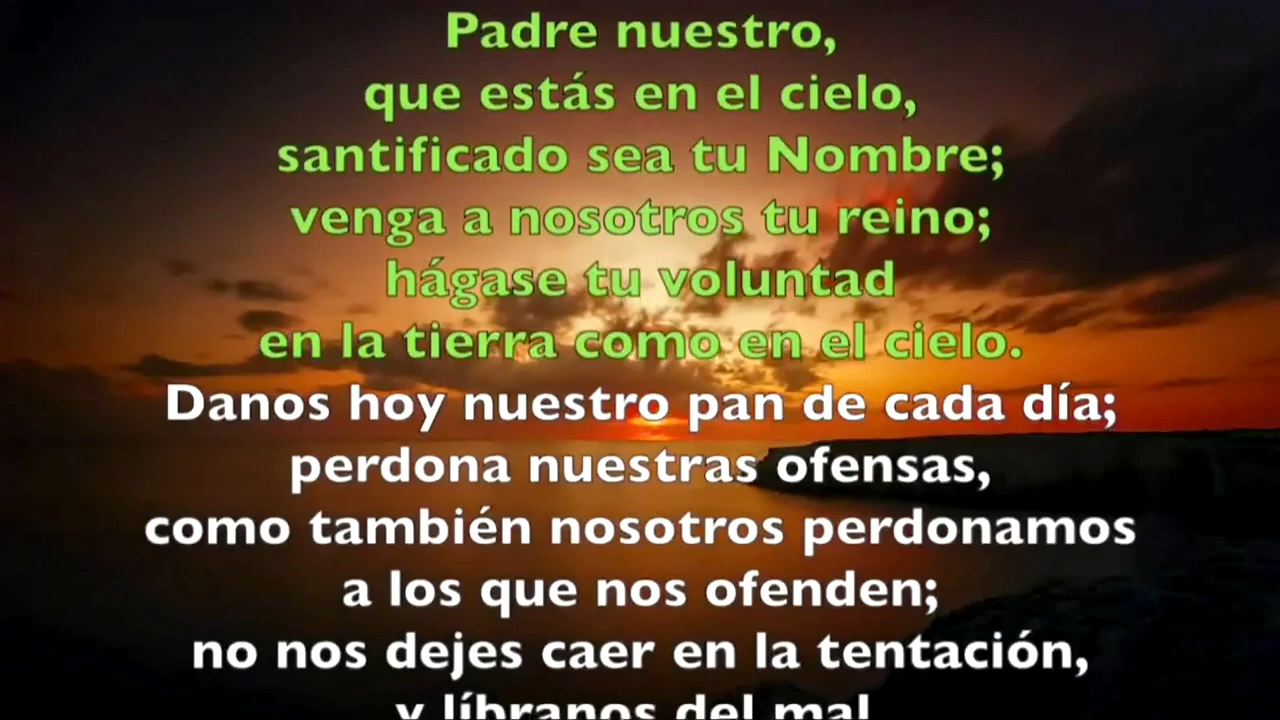 Padre nuestro,
que estás en el cielo,
santificado sea tu Nombre;
venga a nosotros tu reino;
hágase tu voluntad
en la tierra como en el cielo.
Danos hoy nuestro pan de cada día;
perdona nuestras ofensas,
como también nosotros perdonamos
a los que nos ofenden;
no nos dejes caer en la tentación,
y líbranos del mal